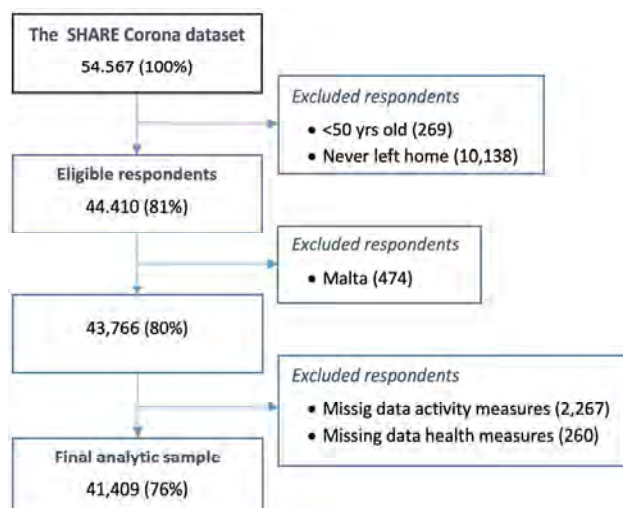 The SHARE Corona dataset
54.567 (100%)
Excluded respondents
• <50 yrs old (269)
• Never left home (10,138)
Eligible respondents
44.410 (81%)
Excluded respondents
• Malta (474)
43,766 (80%)
Excluded respondents
• Missig data activity measures (2,267)
• Missing data health measures (260)
Final analytic sample
41,409 (76%)